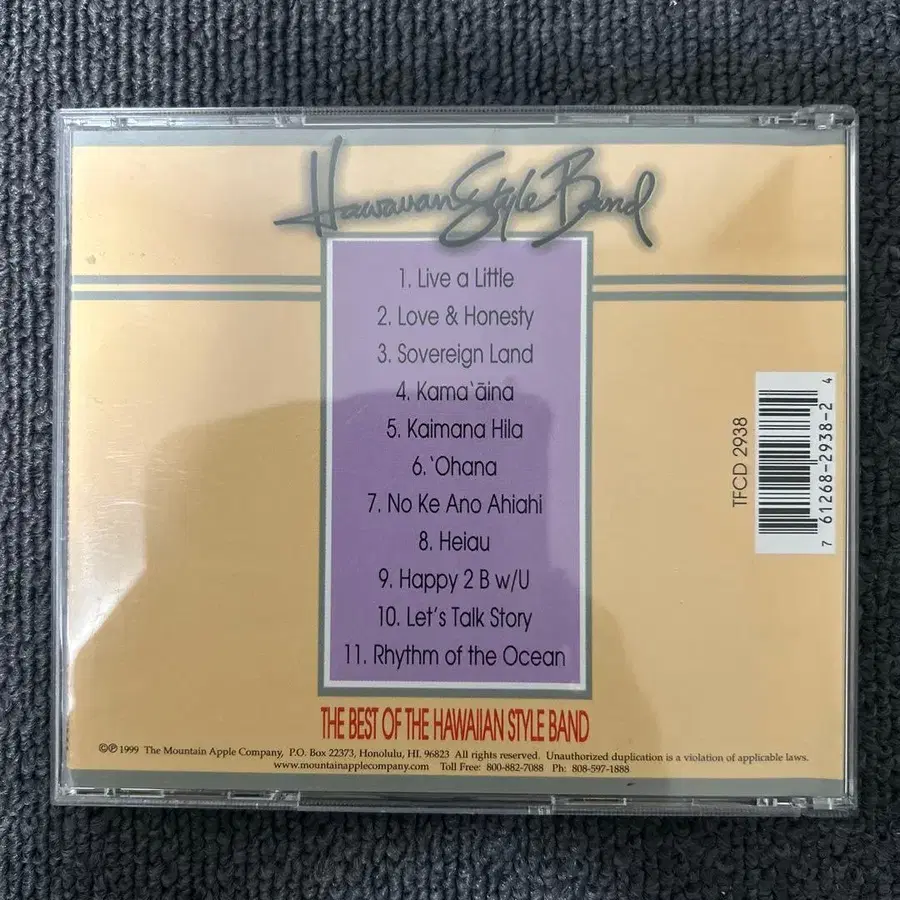 Hawaiian Style Band
1. Live a Little
2. Love & Honesty
3. Sovereign Land
4. Kama‘āina
5. Kaimana Hila
6. ‘Ohana
7. No Ke Ano Ahiahi
8. Heiau
9. Happy 2 B w/U
10. Let's Talk Story
11. Rhythm of the Ocean
THE BEST OF THE HAWAIIAN STYLE BAND
©℗ 1999 The Mountain Apple Company, P.O. Box 22373, Honolulu, HI. 96823 All rights reserved. Unauthorized duplication is a violation of applicable laws.
www.mountainapplecompany.com Toll Free: 800-882-7088 Ph: 808-597-1888
TFCD 2938
7 61268-2938-2 4